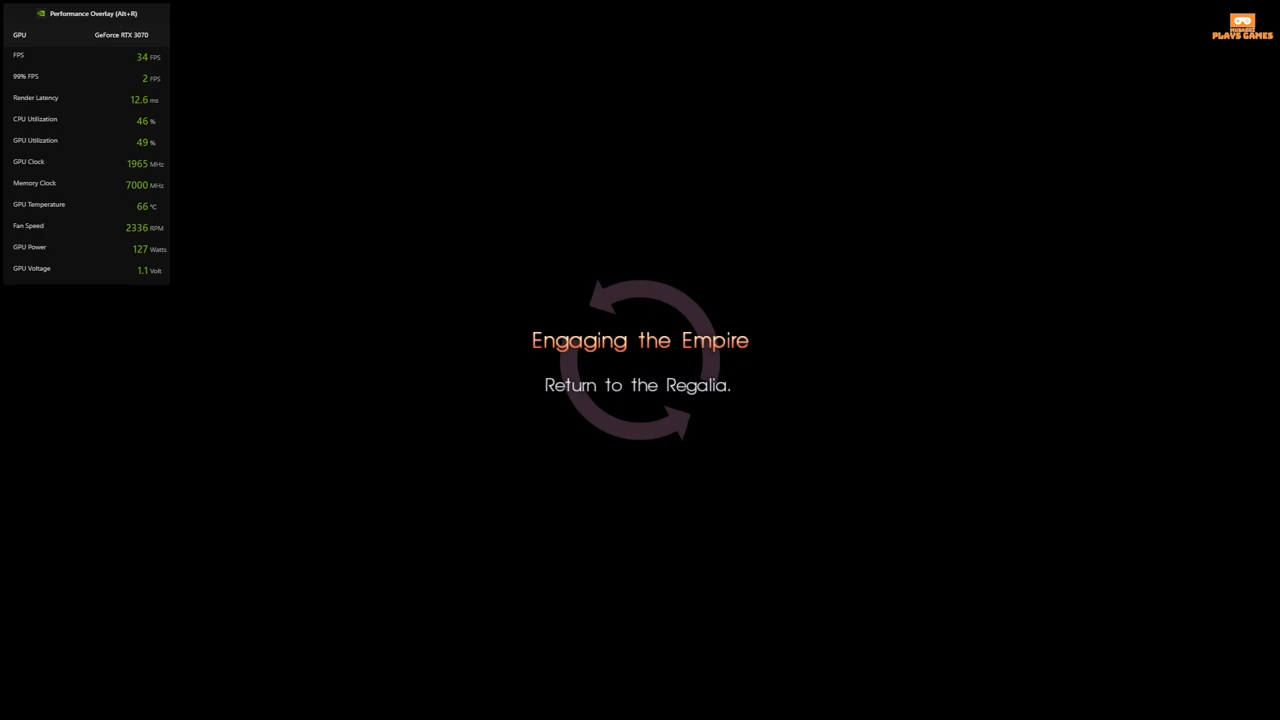 Performance Overlay (Alt+R)
GPU GeForce RTX 3070
FPS 34 FPS
99% FPS 2 FPS
Render Latency 12.6 ms
CPU Utilization 46 %
GPU Utilization 49 %
GPU Clock 1965 MHz
Memory Clock 7000 MHz
GPU Temperature 66 °C
Fan Speed 2336 RPM
GPU Power 127 Watts
GPU Voltage 1.1 Volt
PLAYS GAMES
Engaging the Empire
Return to the Regalia.